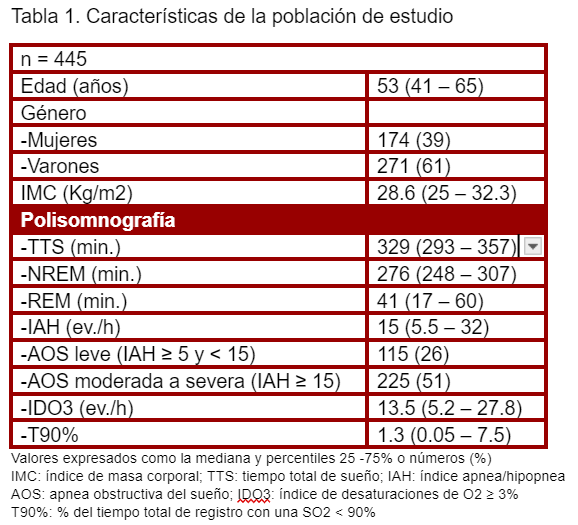 Tabla 1. Características de la población de estudio
n = 445
Edad (años) 53 (41 – 65)
Género
-Mujeres 174 (39)
-Varones 271 (61)
IMC (Kg/m2) 28.6 (25 – 32.3)
Polisomnografía
-TTS (min.) 329 (293 – 357)
-NREM (min.) 276 (248 – 307)
-REM (min.) 41 (17 – 60)
-IAH (ev./h) 15 (5.5 – 32)
-AOS leve (IAH ≥ 5 y < 15) 115 (26)
-AOS moderada a severa (IAH ≥ 15) 225 (51)
-IDO3 (ev./h) 13.5 (5.2 – 27.8)
-T90% 1.3 (0.05 – 7.5)
Valores expresados como la mediana y percentiles 25 -75% o números (%)
IMC: índice de masa corporal; TTS: tiempo total de sueño; IAH: índice apnea/hipopnea
AOS: apnea obstructiva del sueño; IDO3: índice de desaturaciones de O2 ≥ 3%
T90%: % del tiempo total de registro con una SO2 < 90%